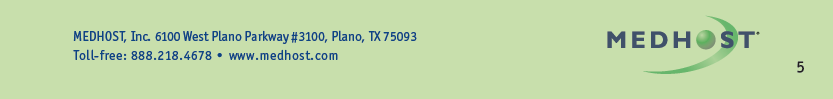 MEDHOST, Inc. 6100 West Plano Parkway #3100, Plano, TX 75093
Toll-free: 888.218.4678 • www.medhost.com
MEDHOST
5